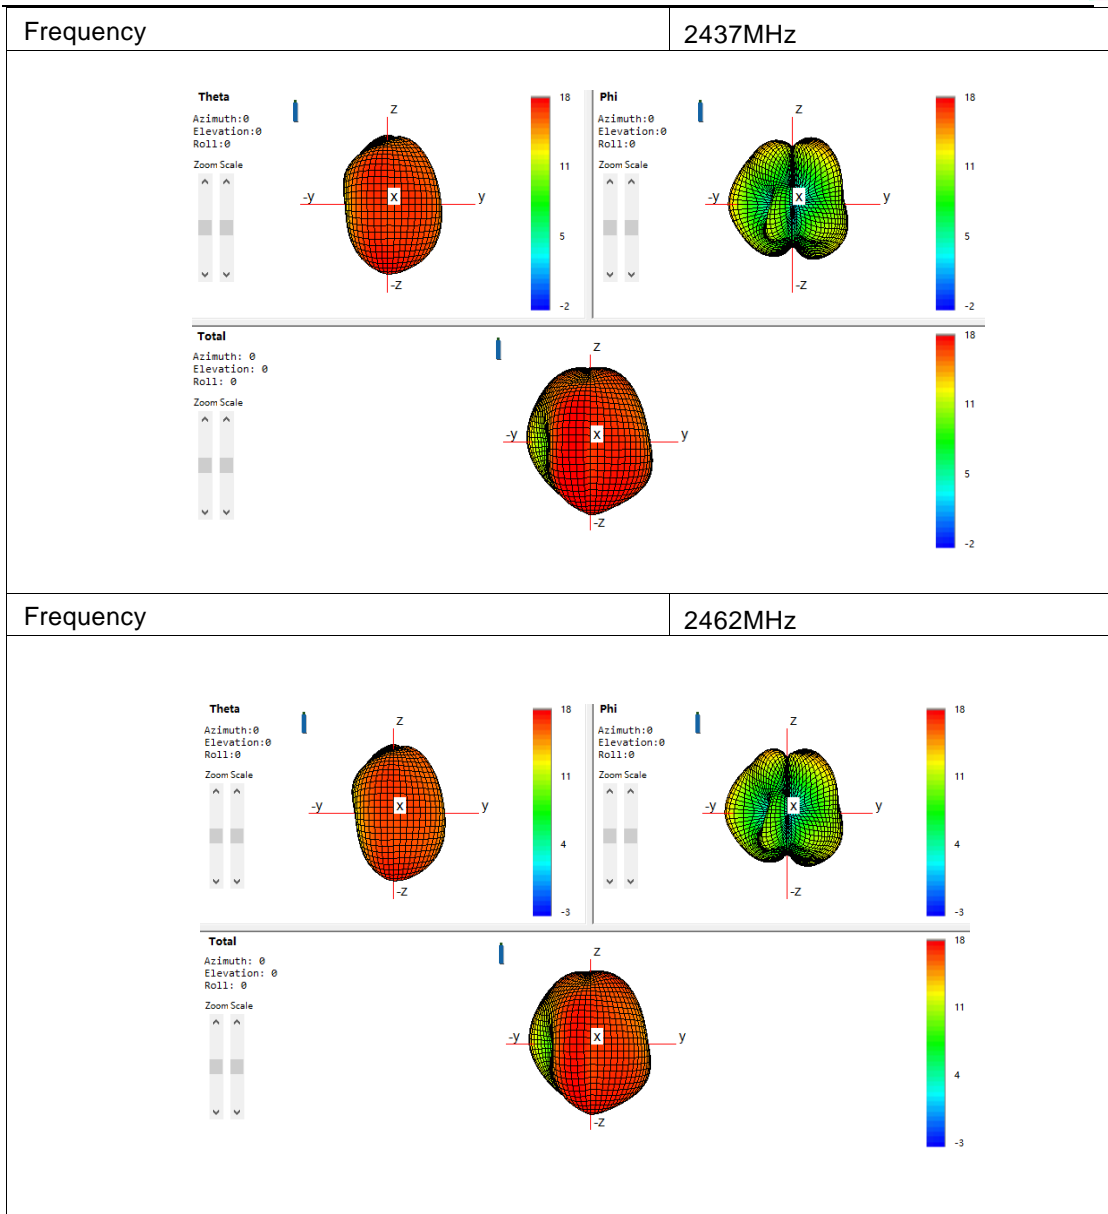 Frequency 2437MHz
Theta
Azimuth:0
Elevation:0
Roll:0
Zoom Scale
z
-y
x
y
-z
18
11
5
-2
Phi
Azimuth:0
Elevation:0
Roll:0
Zoom Scale
z
-y
x
y
-z
18
11
5
-2
Total
Azimuth: 0
Elevation: 0
Roll: 0
Zoom Scale
z
-y
x
y
-z
18
11
5
-2
Frequency 2462MHz
Theta
Azimuth:0
Elevation:0
Roll:0
Zoom Scale
z
-y
x
y
-z
18
11
4
-3
Phi
Azimuth:0
Elevation:0
Roll:0
Zoom Scale
z
-y
x
y
-z
18
11
4
-3
Total
Azimuth: 0
Elevation: 0
Roll: 0
Zoom Scale
z
-y
x
y
-z
18
11
4
-3